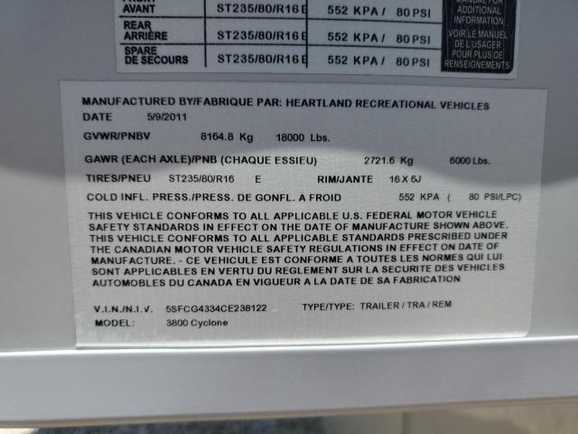 FRONT
AVANT ST235/80/R16 E 552 KPA / 80 PSI
REAR
ARRIÈRE ST235/80/R16 E 552 KPA / 80 PSI
SPARE
DE SECOURS ST235/80/R16 E 552 KPA / 80 PSI
MANUAL FOR
ADDITIONAL
INFORMATION
VOIR LE MANUEL
DE L'USAGER
POUR PLUS DE
RENSEIGNEMENTS
MANUFACTURED BY/FABRIQUE PAR: HEARTLAND RECREATIONAL VEHICLES
DATE 5/9/2011
GVWR/PNBV 8164.8 Kg 18000 Lbs.
GAWR (EACH AXLE)/PNB (CHAQUE ESSIEU) 2721.6 Kg 6000 Lbs.
TIRES/PNEU ST235/80/R16 E RIM/JANTE 16 X 6J
COLD INFL. PRESS./PRESS. DE GONFL. A FROID 552 KPA ( 80 PSI/LPC)
THIS VEHICLE CONFORMS TO ALL APPLICABLE U.S. FEDERAL MOTOR VEHICLE
SAFETY STANDARDS IN EFFECT ON THE DATE OF MANUFACTURE SHOWN ABOVE.
THIS VEHICLE CONFORMS TO ALL APPLICABLE STANDARDS PRESCRIBED UNDER
THE CANADIAN MOTOR VEHICLE SAFETY REGULATIONS IN EFFECT ON DATE OF
MANUFACTURE. - CE VEHICULE EST CONFORME A TOUTES LES NORMES QUI LUI
SONT APPLICABLES EN VERTU DU REGLEMENT SUR LA SECURITE DES VEHICLES
AUTOMOBILES DU CANADA EN VIGUEUR A LA DATE DE SA FABRICATION
V.I.N./N.I.V. 5SFCG4334CE238122 TYPE/TYPE: TRAILER / TRA / REM
MODEL: 3800 Cyclone